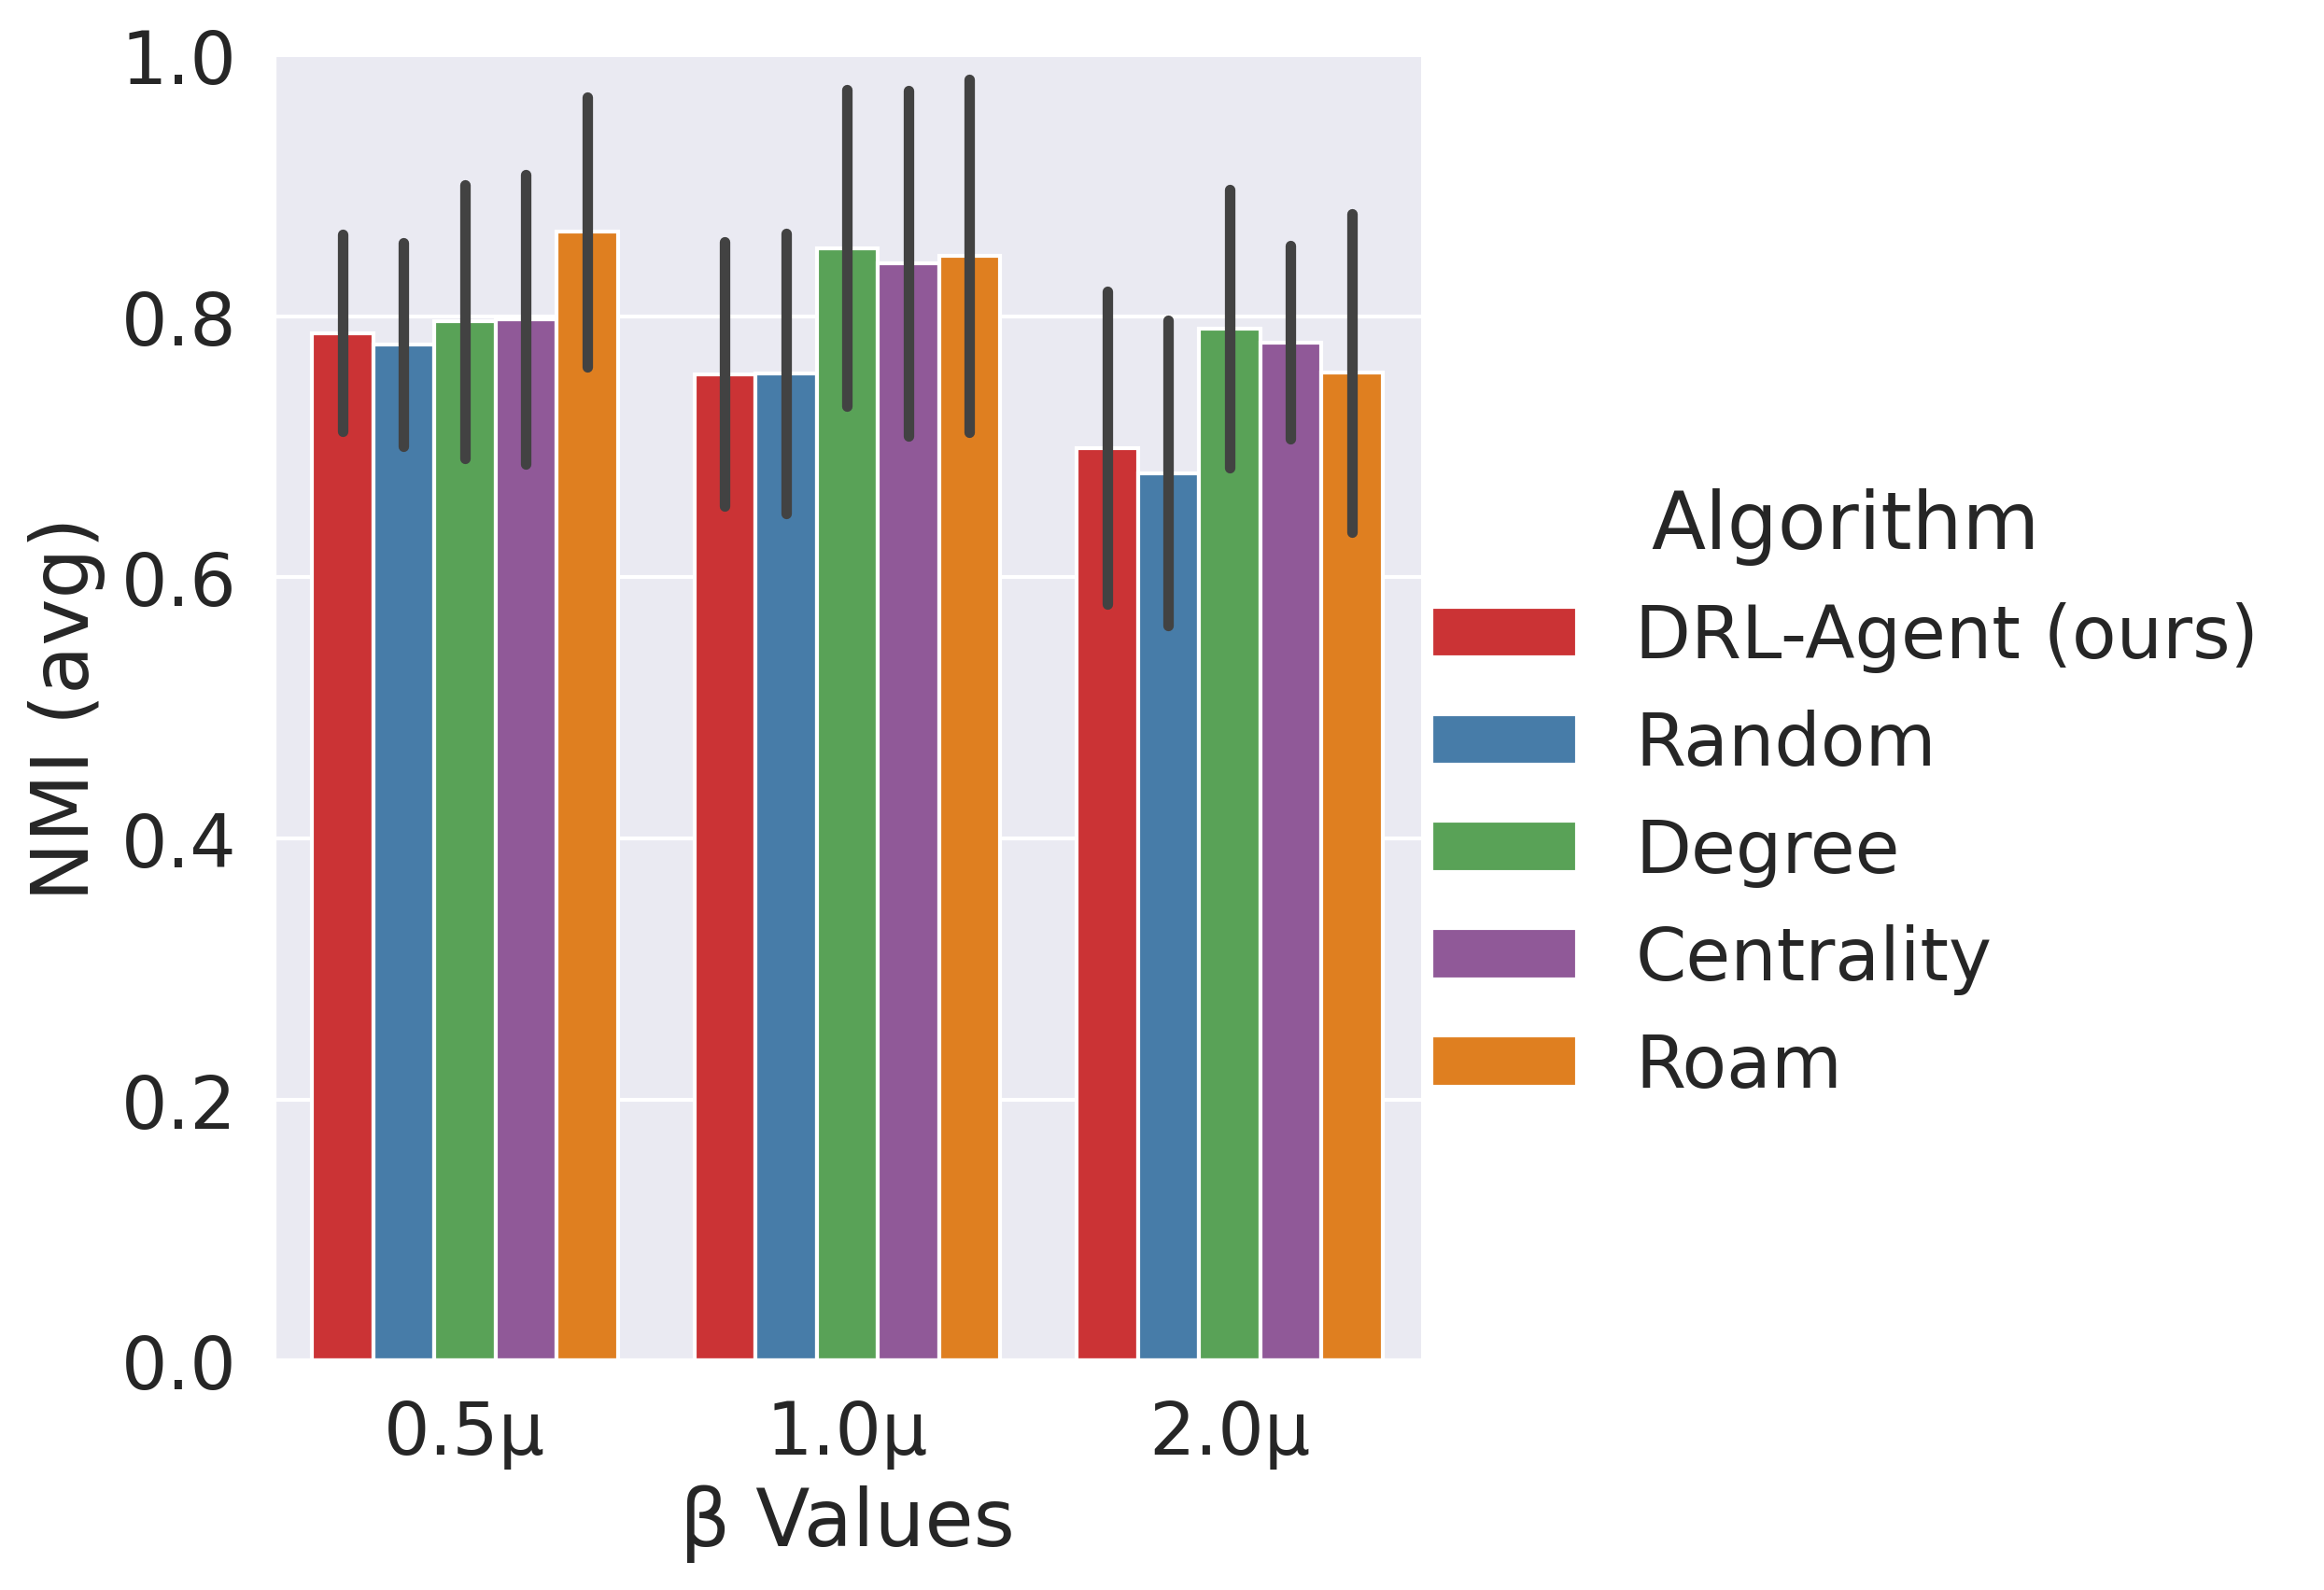 1.0
0.8
0.6
0.4
0.2
0.0
NMI (avg)
0.5μ 1.0μ 2.0μ
β Values
Algorithm
DRL-Agent (ours)
Random
Degree
Centrality
Roam